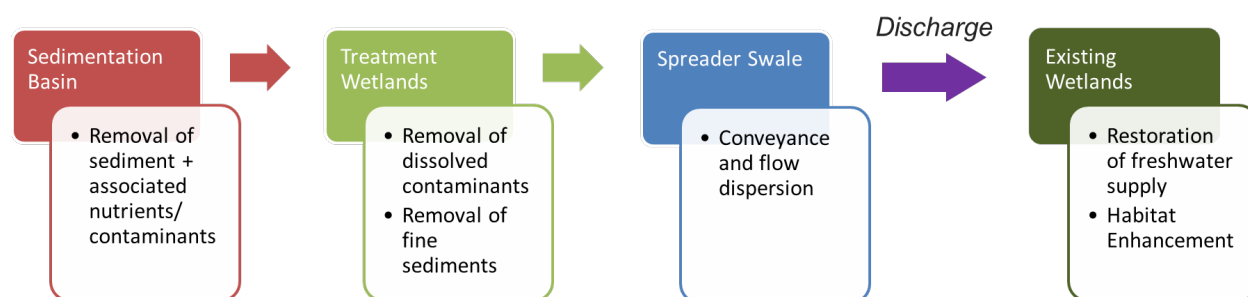 Sedimentation
Basin
• Removal of
sediment +
associated
nutrients/
contaminants
Treatment
Wetlands
• Removal of
dissolved
contaminants
• Removal of
fine
sediments
Spreader Swale
• Conveyance
and flow
dispersion
Discharge
Existing
Wetlands
• Restoration
of freshwater
supply
• Habitat
Enhancement